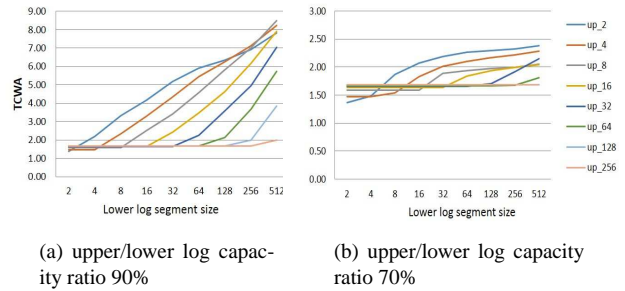 9.00
8.00
7.00
6.00
5.00
4.00
3.00
2.00
1.00
0.00
TCWA
2 4 8 16 32 64 128 256 512
Lower log segment size
3.00
2.50
2.00
1.50
1.00
0.50
0.00
2 4 8 16 32 64 128 256 512
Lower log segment size
up_2
up_4
up_8
up_16
up_32
up_64
up_128
up_256
(a) upper/lower log capac-
ity ratio 90%
(b) upper/lower log capacity
ratio 70%